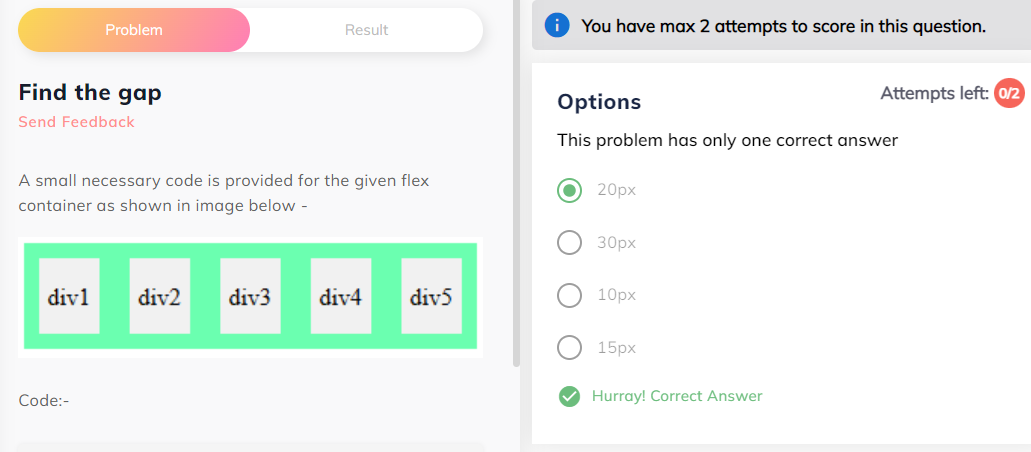 Problem
Result
Find the gap
Send Feedback
A small necessary code is provided for the given flex
container as shown in image below -
div1 div2 div3 div4 div5
Code:-
You have max 2 attempts to score in this question.
Attempts left: 0/2
Options
This problem has only one correct answer
20px
30px
10px
15px
Hurray! Correct Answer